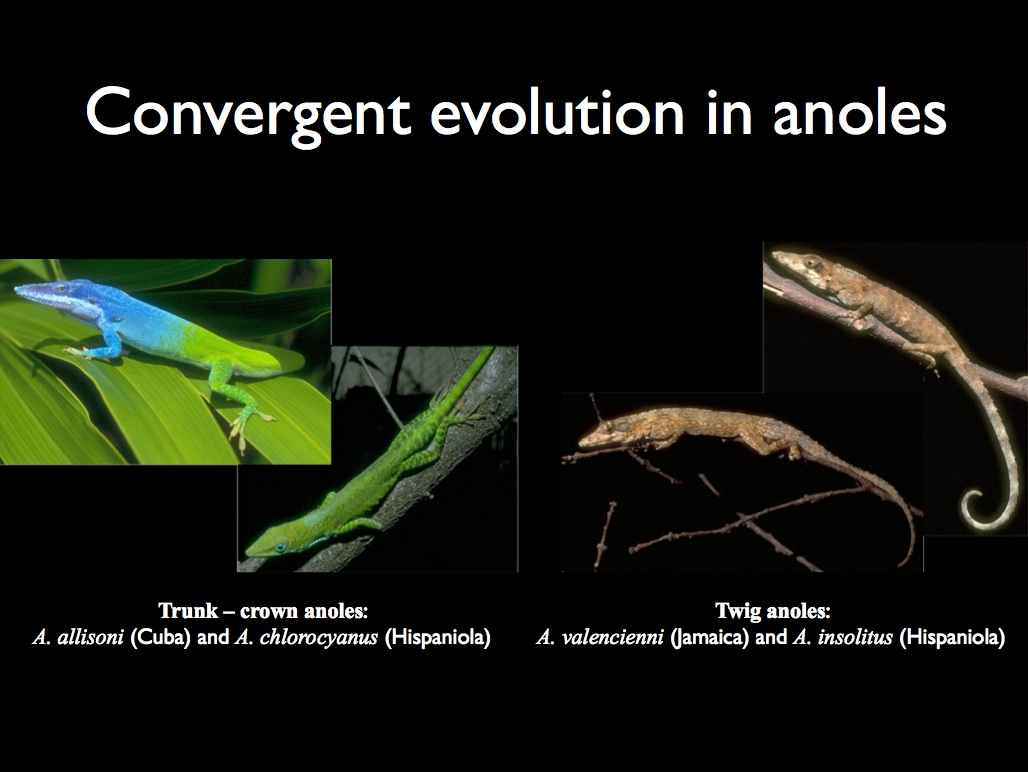 Convergent evolution in anoles
Trunk – crown anoles:
A. allisoni (Cuba) and A. chlorocyanus (Hispaniola)
Twig anoles:
A. valencienni (Jamaica) and A. insolitus (Hispaniola)